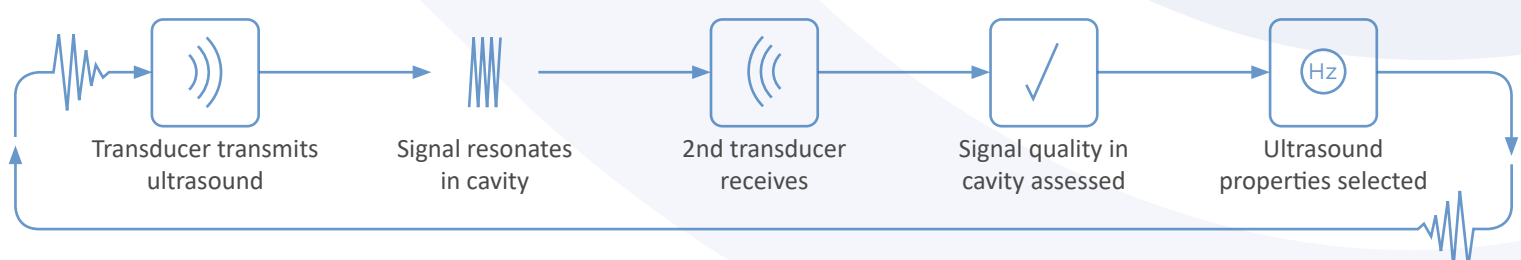 Hz
Transducer transmits
ultrasound
Signal resonates
in cavity
2nd transducer
receives
Signal quality in
cavity assessed
Ultrasound
properties selected